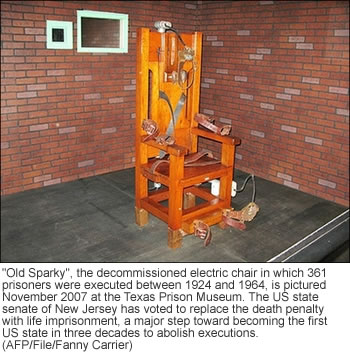 "Old Sparky", the decommissioned electric chair in which 361
prisoners were executed between 1924 and 1964, is pictured
November 2007 at the Texas Prison Museum. The US state
senate of New Jersey has voted to replace the death penalty
with life imprisonment, a major step toward becoming the first
US state in three decades to abolish executions.
(AFP/File/Fanny Carrier)